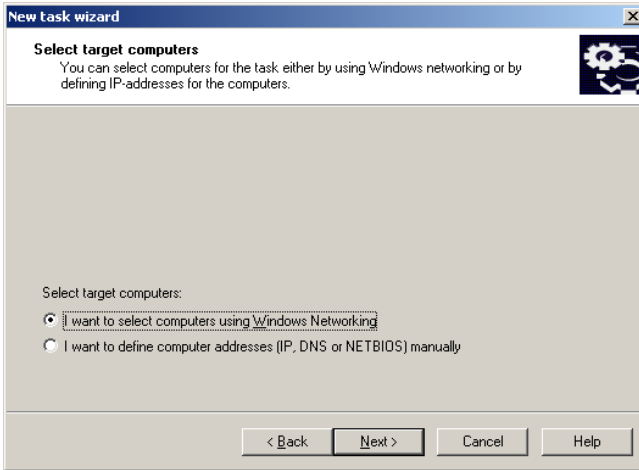 New task wizard
Select target computers
You can select computers for the task either by using Windows networking or by
defining IP-addresses for the computers.
Select target computers:
I want to select computers using Windows Networking
I want to define computer addresses (IP, DNS or NETBIOS) manually
< Back Next > Cancel Help